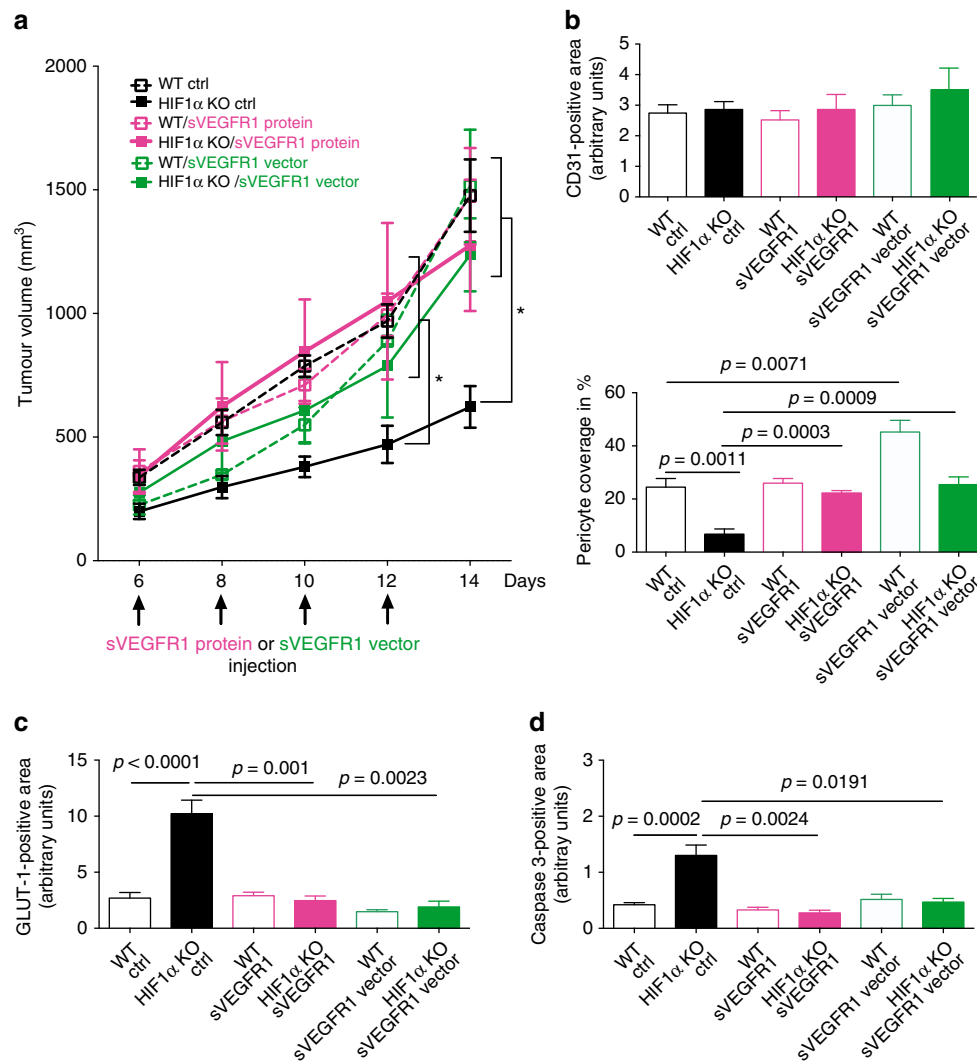 a
2000
1500
1000
500
0
Tumour volume (mm3)
WT ctrl
HIF1α KO ctrl
WT/sVEGFR1 protein
HIF1α KO/sVEGFR1 protein
WT/sVEGFR1 vector
HIF1α KO /sVEGFR1 vector
*
*
6 8 10 12 14 Days
sVEGFR1 protein or sVEGFR1 vector
injection
b
CD31-positive area
(arbitrary units)
5
4
3
2
1
0
WT
ctrl
HIF1α KO
ctrl
WT
sVEGFR1
HIF1α KO
sVEGFR1
WT
sVEGFR1 vector
HIF1α KO
sVEGFR1 vector
Pericyte coverage in %
60
40
20
0
p = 0.0071
p = 0.0009
p = 0.0003
p = 0.0011
WT
ctrl
HIF1α KO
ctrl
WT
sVEGFR1
HIF1α KO
sVEGFR1
WT
sVEGFR1 vector
HIF1α KO
sVEGFR1 vector
c
GLUT-1-positive area
(arbitrary units)
15
10
5
0
p < 0.0001
p = 0.001
p = 0.0023
WT
ctrl
HIF1α KO
ctrl
WT
sVEGFR1
HIF1α KO
sVEGFR1
WT
sVEGFR1 vector
HIF1α KO
sVEGFR1 vector
d
Caspase 3-positive area
(arbitray units)
3
2
1
0
p = 0.0191
p = 0.0002
p = 0.0024
WT
ctrl
HIF1α KO
ctrl
WT
sVEGFR1
HIF1α KO
sVEGFR1
WT
sVEGFR1 vector
HIF1α KO
sVEGFR1 vector